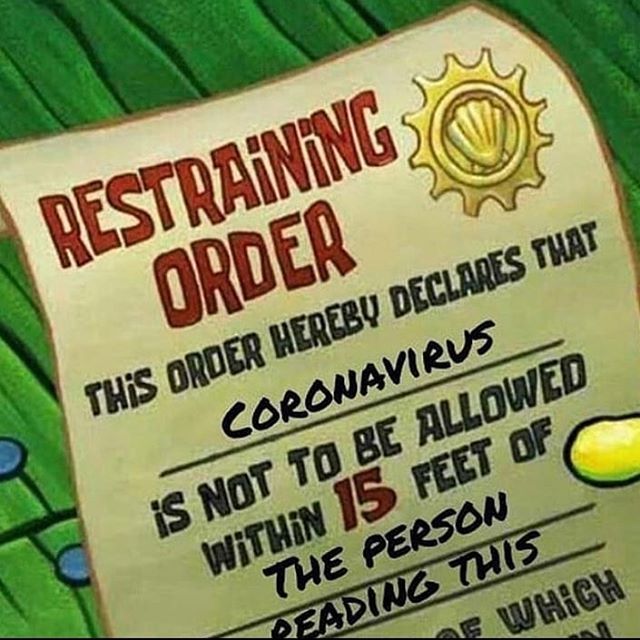 RESTRAiNiNG
ORDER
THiS ORDER HEREBY DECLARES THAT
CORONAVIRUS
iS NOT TO BE ALLOWED
WiTHiN 15 FEET OF
THE PERSON
READING THIS
OF WHiCH